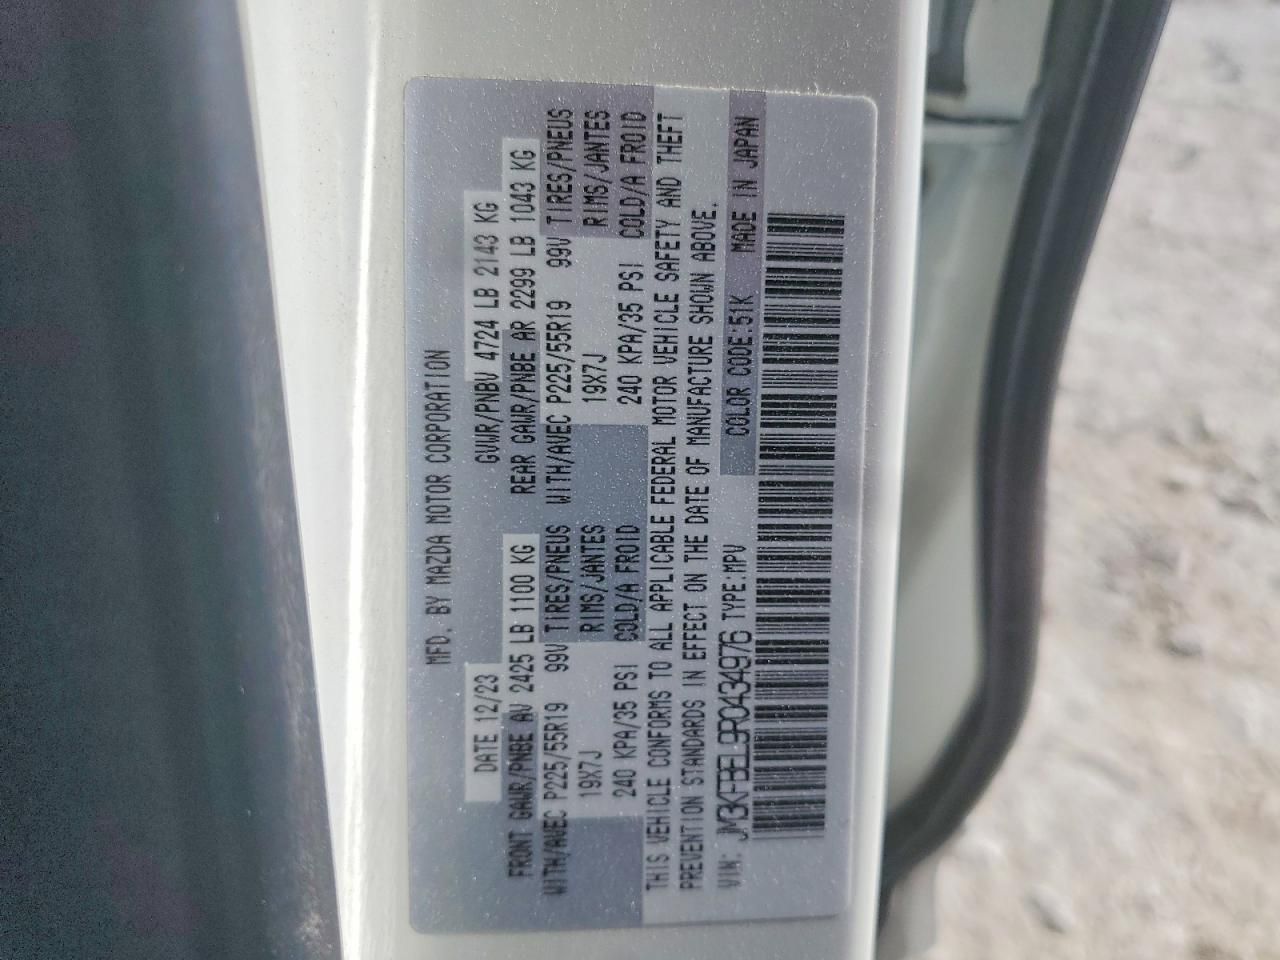 MFD. BY MAZDA MOTOR CORPORATION
DATE 12/23 GVWR/PNBV 4724 LB 2143 KG
FRONT GAWR/PNBE AV 2425 LB 1100 KG REAR GAWR/PNBE AR 2299 LB 1043 KG
WITH/AVEC P225/55R19 99V TIRES/PNEUS WITH/AVEC P225/55R19 99V TIRES/PNEUS
19X7J RIMS/JANTES 19X7J RIMS/JANTES
240 KPA/35 PSI COLD/A FROID 240 KPA/35 PSI COLD/A FROID
THIS VEHICLE CONFORMS TO ALL APPLICABLE FEDERAL MOTOR VEHICLE SAFETY AND THEFT
PREVENTION STANDARDS IN EFFECT ON THE DATE OF MANUFACTURE SHOWN ABOVE.
VIN: JM3KFBEL9R0434976 TYPE:MPV COLOR CODE:51K MADE IN JAPAN